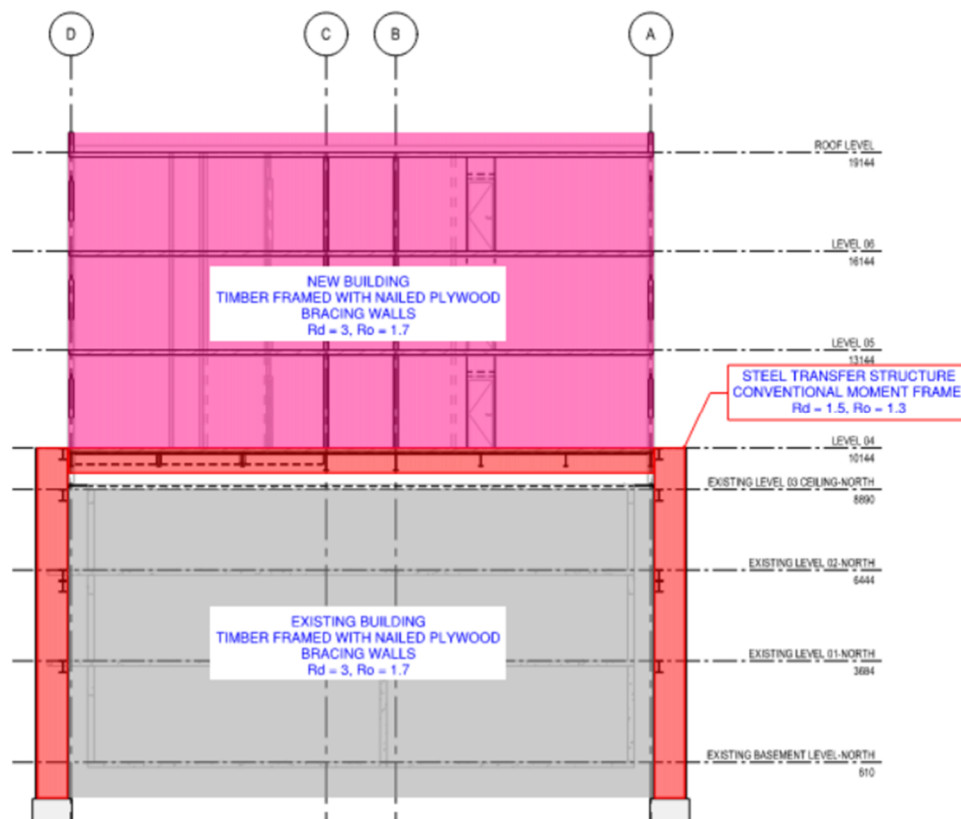 D
C
B
A
ROOF LEVEL
19144
LEVEL 06
16144
NEW BUILDING
TIMBER FRAMED WITH NAILED PLYWOOD
BRACING WALLS
Rd = 3, Ro = 1.7
LEVEL 05
13144
STEEL TRANSFER STRUCTURE
CONVENTIONAL MOMENT FRAME
Rd = 1.5, Ro = 1.3
LEVEL 04
10144
EXISTING LEVEL 03 CEILING-NORTH
8890
EXISTING LEVEL 02-NORTH
6444
EXISTING BUILDING
TIMBER FRAMED WITH NAILED PLYWOOD
BRACING WALLS
Rd = 3, Ro = 1.7
EXISTING LEVEL 01-NORTH
3684
EXISTING BASEMENT LEVEL-NORTH
610